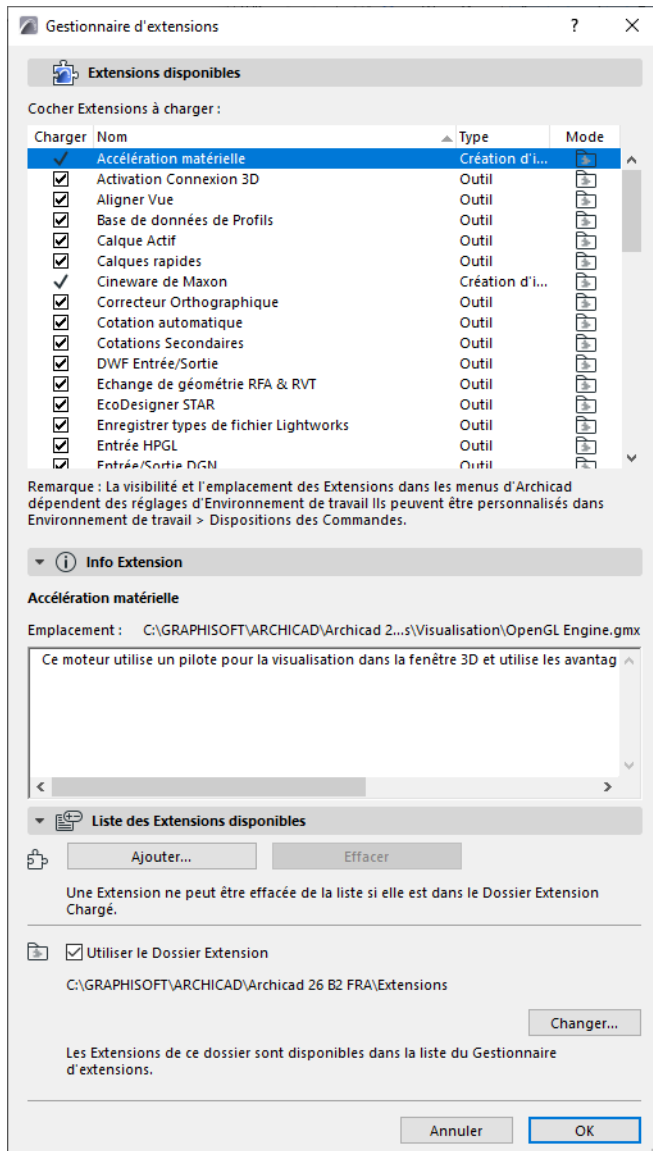 Gestionnaire d'extensions ?
Extensions disponibles
Cocher Extensions à charger :
Charger Nom Type Mode
Accélération matérielle Création d'i...
Activation Connexion 3D Outil
Aligner Vue Outil
Base de données de Profils Outil
Calque Actif Outil
Calques rapides Outil
Cineware de Maxon Création d'i...
Correcteur Orthographique Outil
Cotation automatique Outil
Cotations Secondaires Outil
DWF Entrée/Sortie Outil
Echange de géométrie RFA & RVT Outil
EcoDesigner STAR Outil
Enregistrer types de fichier Lightworks Outil
Entrée HPGL Outil
Entrée/Sortie DGN Outil
Remarque : La visibilité et l'emplacement des Extensions dans les menus d'Archicad
dépendent des réglages d'Environnement de travail Ils peuvent être personnalisés dans
Environnement de travail > Dispositions des Commandes.
Info Extension
Accélération matérielle
Emplacement : C:\GRAPHISOFT\ARCHICAD\Archicad 2...s\Visualisation\OpenGL Engine.gmx
Ce moteur utilise un pilote pour la visualisation dans la fenêtre 3D et utilise les avantag
Liste des Extensions disponibles
Ajouter... Effacer
Une Extension ne peut être effacée de la liste si elle est dans le Dossier Extension
Chargé.
Utiliser le Dossier Extension
C:\GRAPHISOFT\ARCHICAD\Archicad 26 B2 FRA\Extensions
Changer...
Les Extensions de ce dossier sont disponibles dans la liste du Gestionnaire
d'extensions.
Annuler OK